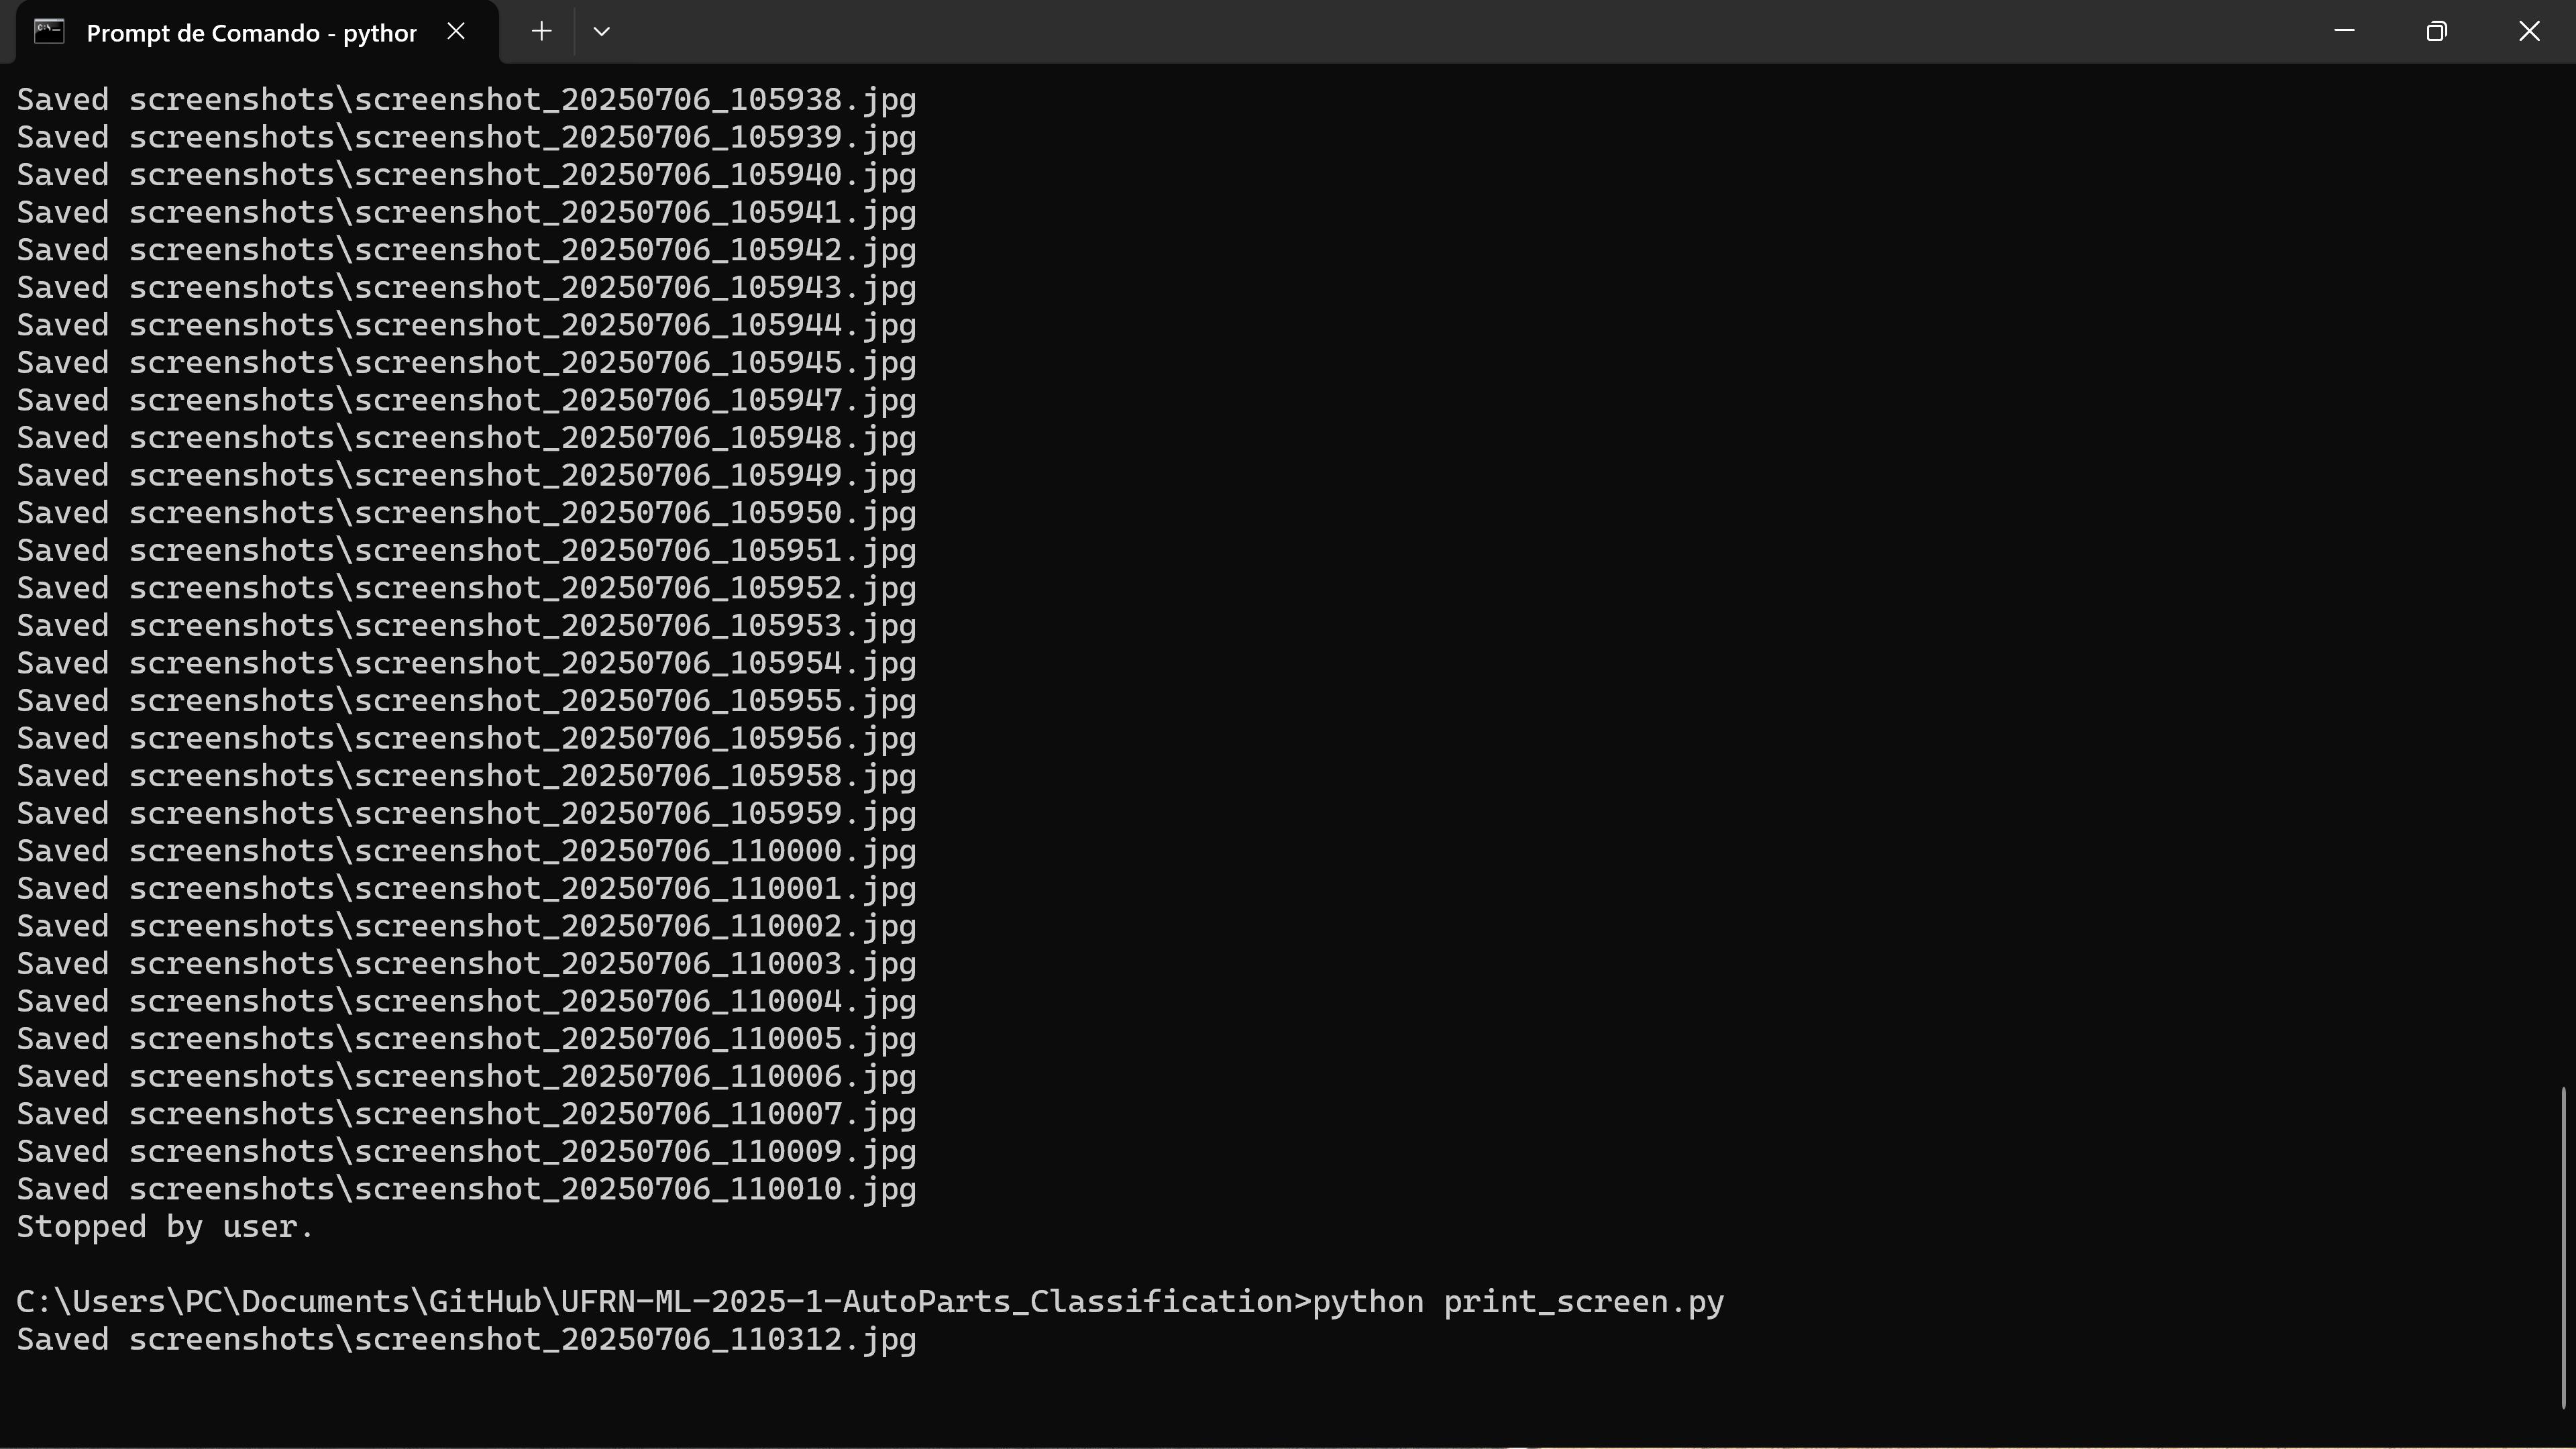 Prompt de Comando - python
Saved screenshots\screenshot_20250706_105938.jpg
Saved screenshots\screenshot_20250706_105939.jpg
Saved screenshots\screenshot_20250706_105940.jpg
Saved screenshots\screenshot_20250706_105941.jpg
Saved screenshots\screenshot_20250706_105942.jpg
Saved screenshots\screenshot_20250706_105943.jpg
Saved screenshots\screenshot_20250706_105944.jpg
Saved screenshots\screenshot_20250706_105945.jpg
Saved screenshots\screenshot_20250706_105947.jpg
Saved screenshots\screenshot_20250706_105948.jpg
Saved screenshots\screenshot_20250706_105949.jpg
Saved screenshots\screenshot_20250706_105950.jpg
Saved screenshots\screenshot_20250706_105951.jpg
Saved screenshots\screenshot_20250706_105952.jpg
Saved screenshots\screenshot_20250706_105953.jpg
Saved screenshots\screenshot_20250706_105954.jpg
Saved screenshots\screenshot_20250706_105955.jpg
Saved screenshots\screenshot_20250706_105956.jpg
Saved screenshots\screenshot_20250706_105958.jpg
Saved screenshots\screenshot_20250706_105959.jpg
Saved screenshots\screenshot_20250706_110000.jpg
Saved screenshots\screenshot_20250706_110001.jpg
Saved screenshots\screenshot_20250706_110002.jpg
Saved screenshots\screenshot_20250706_110003.jpg
Saved screenshots\screenshot_20250706_110004.jpg
Saved screenshots\screenshot_20250706_110005.jpg
Saved screenshots\screenshot_20250706_110006.jpg
Saved screenshots\screenshot_20250706_110007.jpg
Saved screenshots\screenshot_20250706_110009.jpg
Saved screenshots\screenshot_20250706_110010.jpg
Stopped by user.
C:\Users\PC\Documents\GitHub\UFRN-ML-2025-1-AutoParts_Classification>python print_screen.py
Saved screenshots\screenshot_20250706_110312.jpg